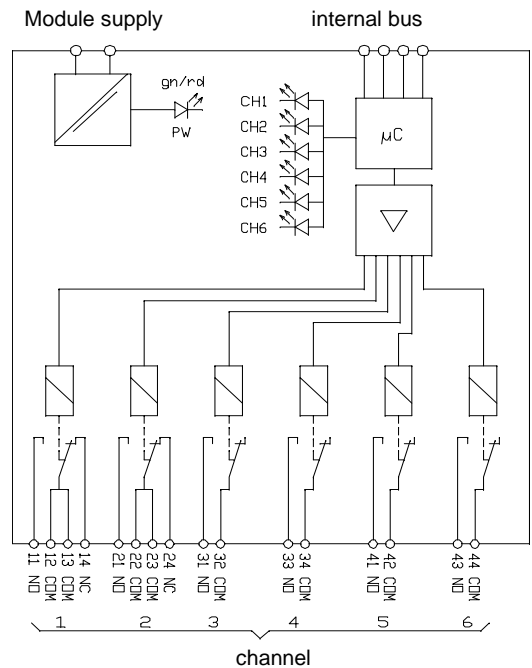 Module supply internal bus
gn/rd
PW
CH1
CH2
CH3
CH4
CH5
CH6
µC
11 NO
12 COM
13 COM
14 NC
21 NO
22 COM
23 COM
24 NC
31 NO
32 COM
33 NO
34 COM
41 NO
42 COM
43 NO
44 COM
1 2 3 4 5 6
channel